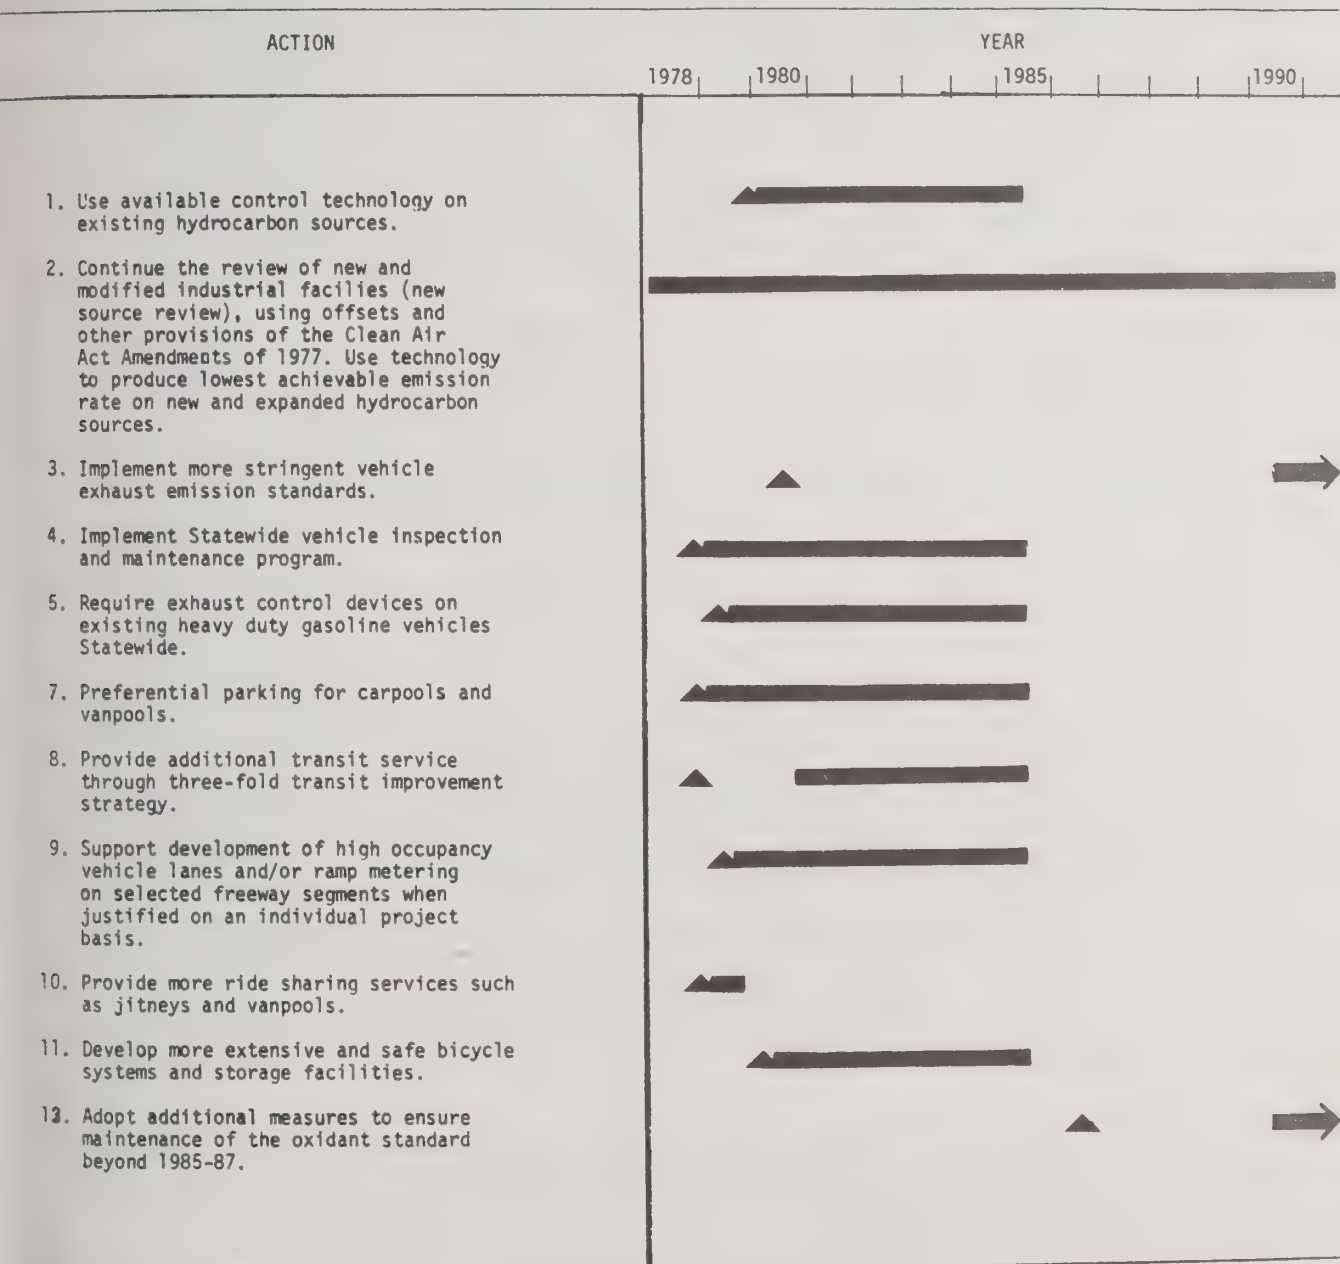 ACTION
YEAR
1978 1980 1985 1990
1. Use available control technology on
existing hydrocarbon sources.
2. Continue the review of new and
modified industrial facilies (new
source review), using offsets and
other provisions of the Clean Air
Act Amendments of 1977. Use technology
to produce lowest achievable emission
rate on new and expanded hydrocarbon
sources.
3. Implement more stringent vehicle
exhaust emission standards.
4. Implement Statewide vehicle inspection
and maintenance program.
5. Require exhaust control devices on
existing heavy duty gasoline vehicles
Statewide.
7. Preferential parking for carpools and
vanpools.
8. Provide additional transit service
through three-fold transit improvement
strategy.
9. Support development of high occupancy
vehicle lanes and/or ramp metering
on selected freeway segments when
justified on an individual project
basis.
10. Provide more ride sharing services such
as jitneys and vanpools.
11. Develop more extensive and safe bicycle
systems and storage facilities.
Adopt additional measures to ensure
maintenance of the oxidant standard
beyond 1985-87.